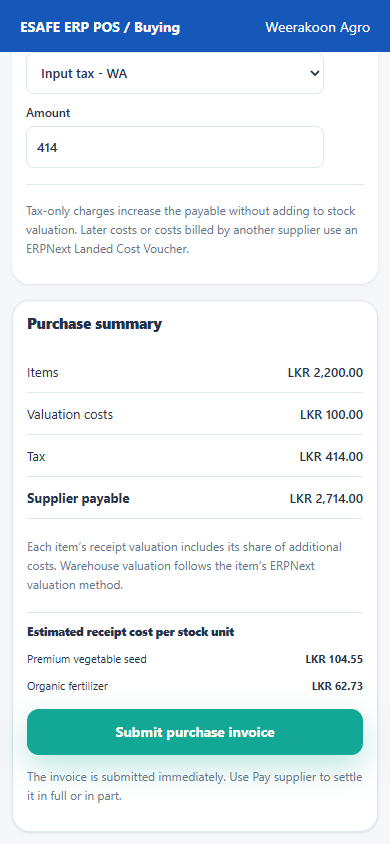 ESAFE ERP POS / Buying Weerakoon Agro
Input tax - WA
Amount
414
Tax-only charges increase the payable without adding to stock
valuation. Later costs or costs billed by another supplier use an
ERPNext Landed Cost Voucher.
Purchase summary
Items LKR 2,200.00
Valuation costs LKR 100.00
Tax LKR 414.00
Supplier payable LKR 2,714.00
Each item's receipt valuation includes its share of additional
costs. Warehouse valuation follows the item's ERPNext
valuation method.
Estimated receipt cost per stock unit
Premium vegetable seed LKR 104.55
Organic fertilizer LKR 62.73
Submit purchase invoice
The invoice is submitted immediately. Use Pay supplier to settle
it in full or in part.